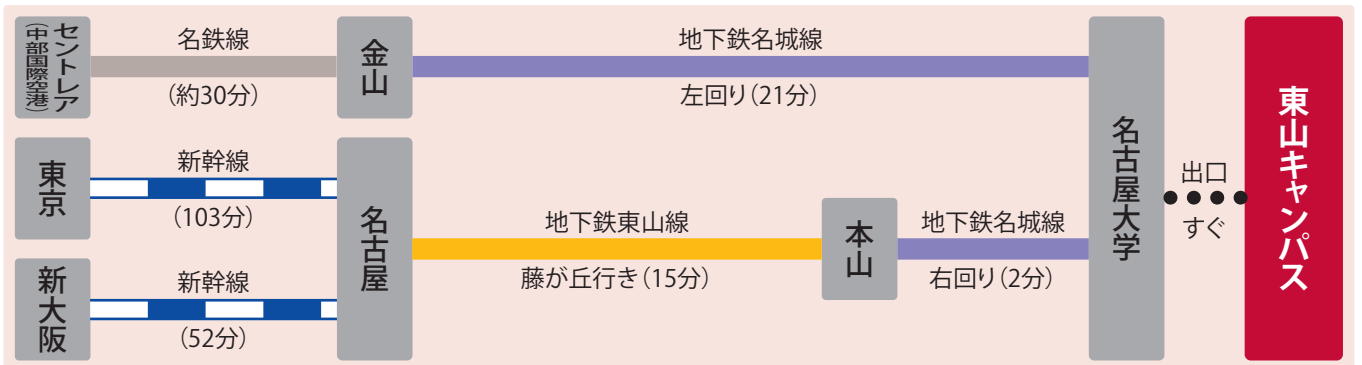 セントレア
（中部国際空港）
名鉄線
（約30分）
金山
地下鉄名城線
左回り（21分）
東京
新幹線
（103分）
新大阪
新幹線
（52分）
名古屋
地下鉄東山線
藤が丘行き（15分）
本山
地下鉄名城線
右回り（2分）
名古屋大学
出口
すぐ
東山キャンパス